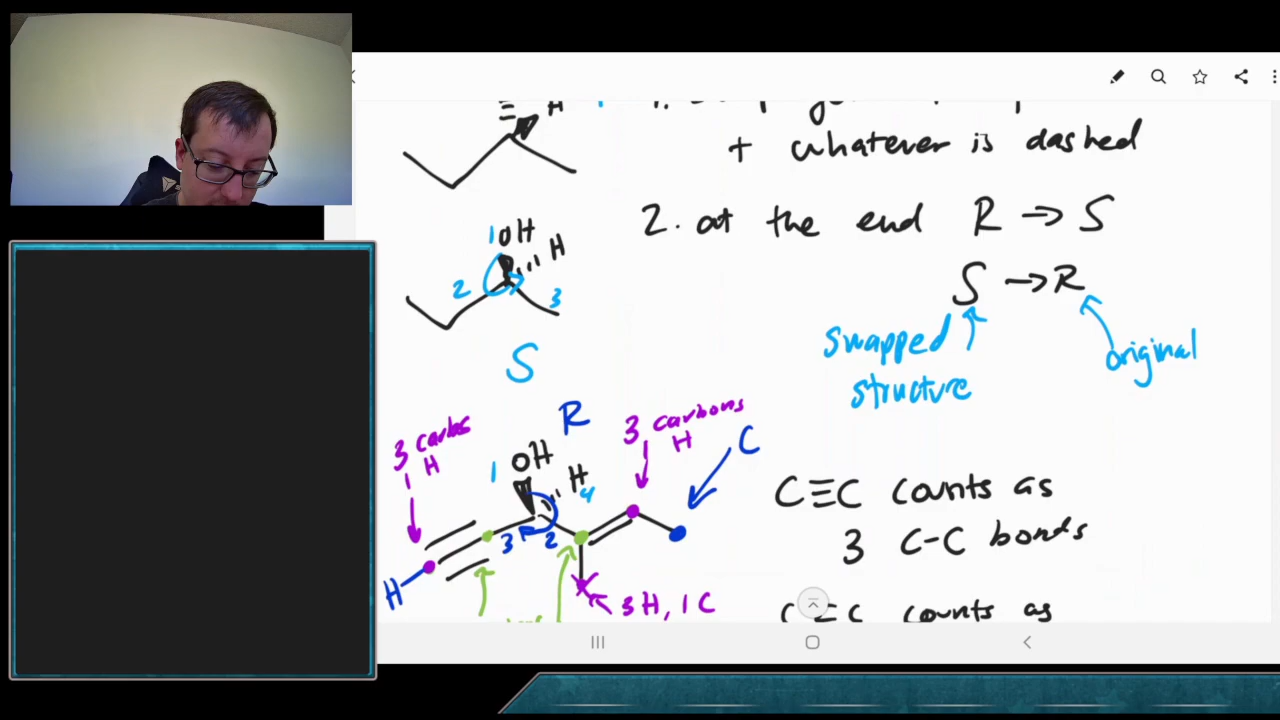 H
+ whatever is dashed
2. at the end R → S
S → R
swapped structure
original
1 OH
H
2
3
S
R
3 carbs
H
3 carbons
H
C
1 OH
H
4
3
2
H
3H, 1C
C≡C counts as
3 C-C bonds
counts as